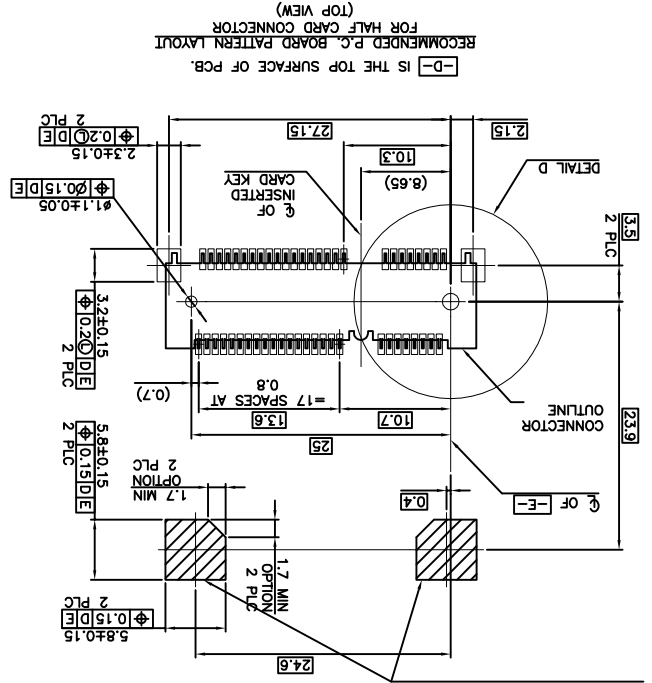 24.6
5.8±0.15
⌖ 0.15 D E
2 PLC
1.7 MIN
OPTION
2 PLC
0.4
1.7 MIN
OPTION
2 PLC
℄ OF -E-
5.8±0.15
⌖ 0.15 D E
2 PLC
25
23.9
CONNECTOR
OUTLINE
10.7
13.6
=17 SPACES AT
0.8
(0.7)
3.2±0.15
⌖ 0.2Ⓛ D E
2 PLC
3.5
2 PLC
⌀1.1±0.05
⌖ ⌀0.15 D E
DETAIL D
(8.65)
℄ OF
INSERTED
CARD KEY
10.3
2.15
27.15
2.3±0.15
⌖ 0.2Ⓛ D E
2 PLC
-D- IS THE TOP SURFACE OF PCB.
RECOMMENDED P.C. BOARD PATTERN LAYOUT
FOR HALF CARD CONNECTOR
(TOP VIEW)